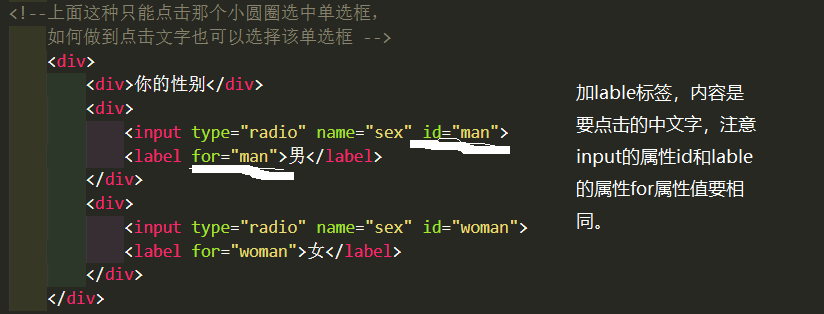 <!--上面这种只能点击那个小圆圈选中单选框，
如何做到点击文字也可以选择该单选框 -->
<div>
<div>你的性别</div>
<div>
<input type="radio" name="sex" id="man">
<label for="man">男</label>
</div>
<div>
<input type="radio" name="sex" id="woman">
<label for="woman">女</label>
</div>
</div>
加lable标签，内容是
要点击的中文字，注意
input的属性id和lable
的属性for属性值要相
同。